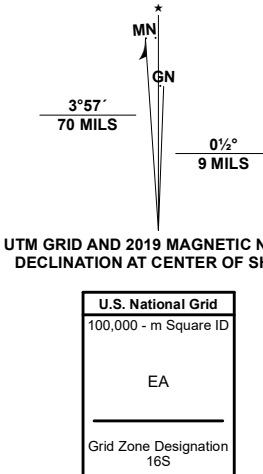 MN
GN
3°57´
70 MILS
0½°
9 MILS
UTM GRID AND 2019 MAGNETIC N
DECLINATION AT CENTER OF SH
U.S. National Grid
100,000 - m Square ID
EA
Grid Zone Designation
16S